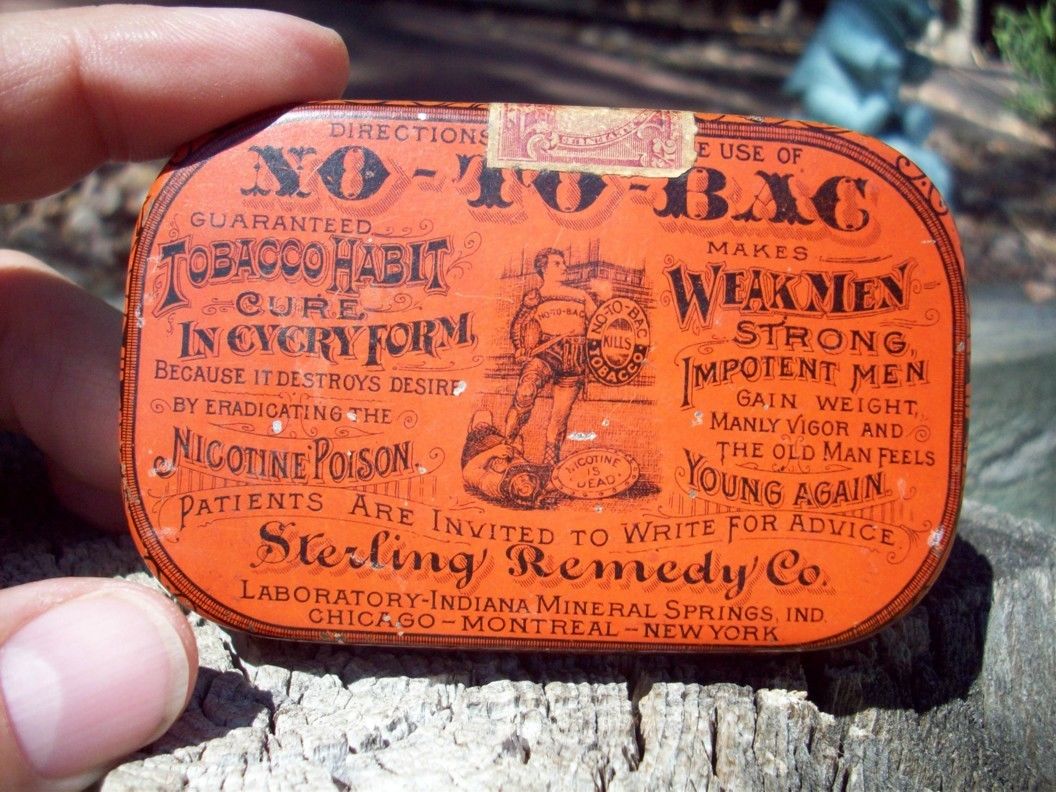 DIRECTIONS E USE OF
NO-TO-BAC
GUARANTEED
TOBACCO HABIT
CURE
IN EVERY FORM,
BECAUSE IT DESTROYS DESIRE
BY ERADICATING THE
NICOTINE POISON.
NO-TO-BAC
NO-TO-BAC
KILLS
TOBACCO
NICOTINE
IS
DEAD
MAKES
WEAK MEN
STRONG,
IMPOTENT MEN
GAIN WEIGHT,
MANLY VIGOR AND
THE OLD MAN FEELS
YOUNG AGAIN.
PATIENTS ARE INVITED TO WRITE FOR ADVICE
Sterling Remedy Co.
LABORATORY-INDIANA MINERAL SPRINGS, IND.
CHICAGO-MONTREAL-NEW YORK